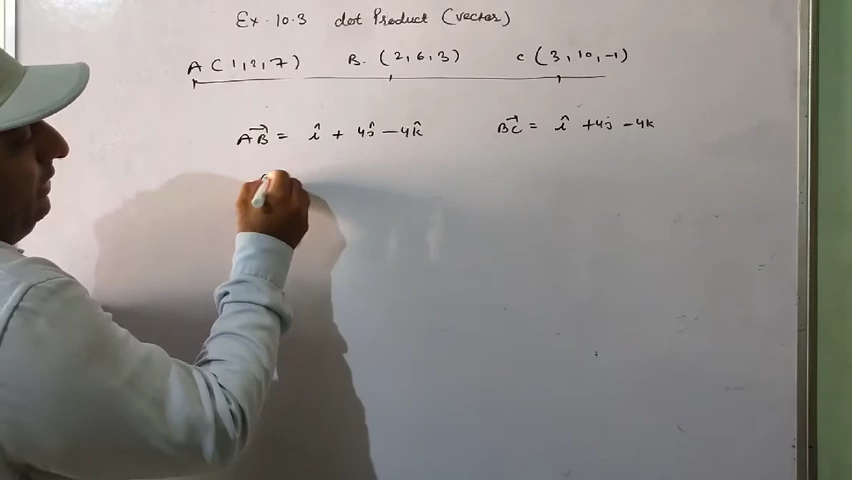 Ex. 10.3 dot Product (vector)
A (1,2,7) B. (2,6,3) C (3,10,-1)
AB→ = î + 4ĵ - 4k̂ BC→ = î + 4j - 4k